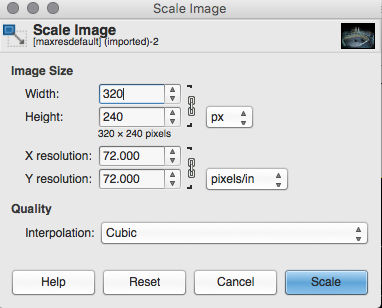 Scale Image
Scale Image
[maxresdefault] (imported)-2
Image Size
Width: 320
Height: 240 px
320 × 240 pixels
X resolution: 72.000
Y resolution: 72.000 pixels/in
Quality
Interpolation: Cubic
Help Reset Cancel Scale